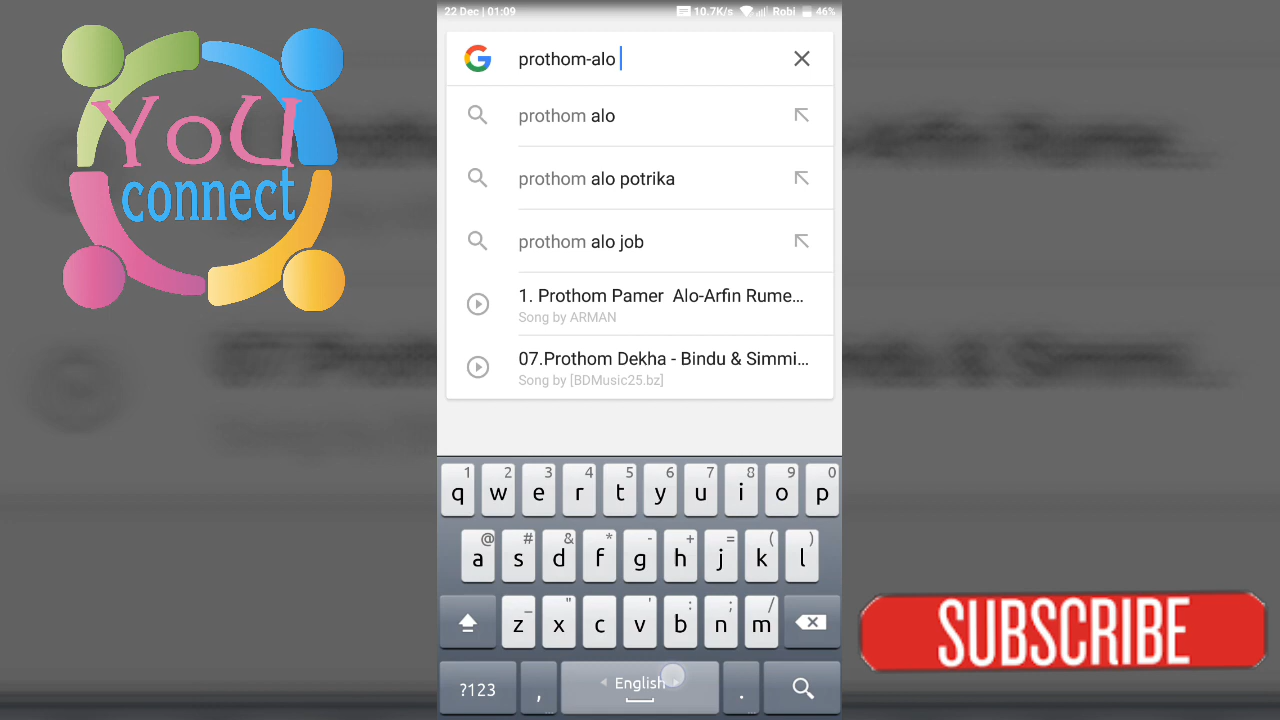 YoU
connect
22 Dec | 01:09 10.7K/s Robi 46%
prothom-alo
prothom alo
prothom alo potrika
prothom alo job
1. Prothom Pamer Alo-Arfin Rume…
Song by ARMAN
07.Prothom Dekha - Bindu & Simmi…
Song by [BDMusic25.bz]
1 2 3 4 5 6 7 8 9 0
q w e r t y u i o p
@ # & * - + = ( )
a s d f g h j k l
_ " ' : ; /
z x c v b n m
?123 , English .
SUBSCRIBE